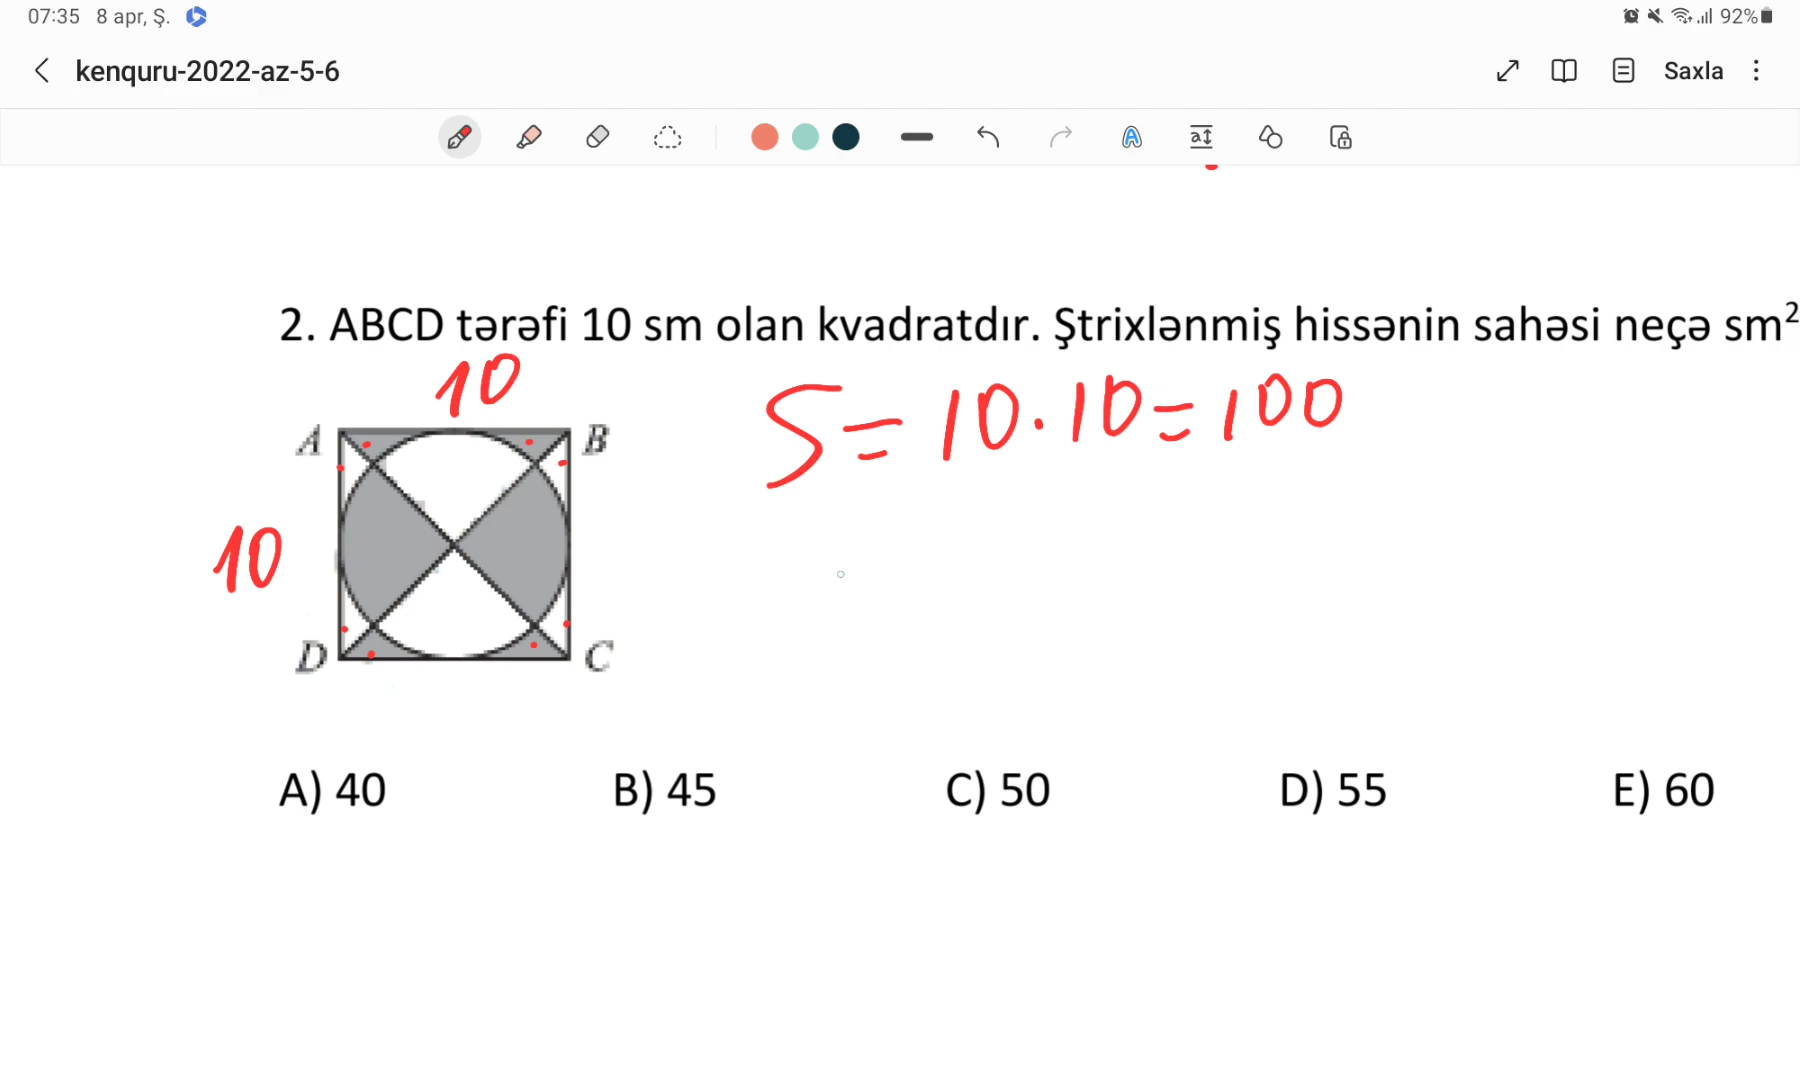 07:35 8 apr, Ş. 92%
kenquru-2022-az-5-6 Saxla
2. ABCD tərəfi 10 sm olan kvadratdır. Ştrixlənmiş hissənin sahəsi neçə sm²
10
S = 10 · 10 = 100
A B
10
D C
A) 40 B) 45 C) 50 D) 55 E) 60